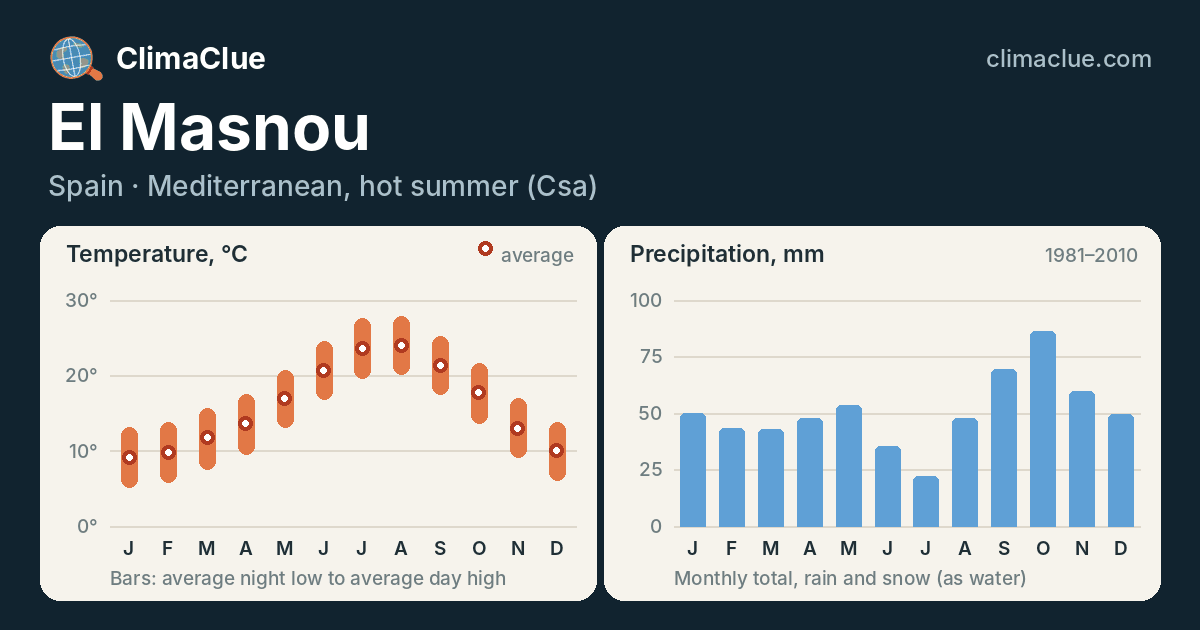 ClimaClue
climaclue.com
El Masnou
Spain · Mediterranean, hot summer (Csa)
Temperature, °C
average
30°
20°
10°
0°
J F M A M J J A S O N D
Bars: average night low to average day high
Precipitation, mm
1981–2010
100
75
50
25
0
J F M A M J J A S O N D
Monthly total, rain and snow (as water)